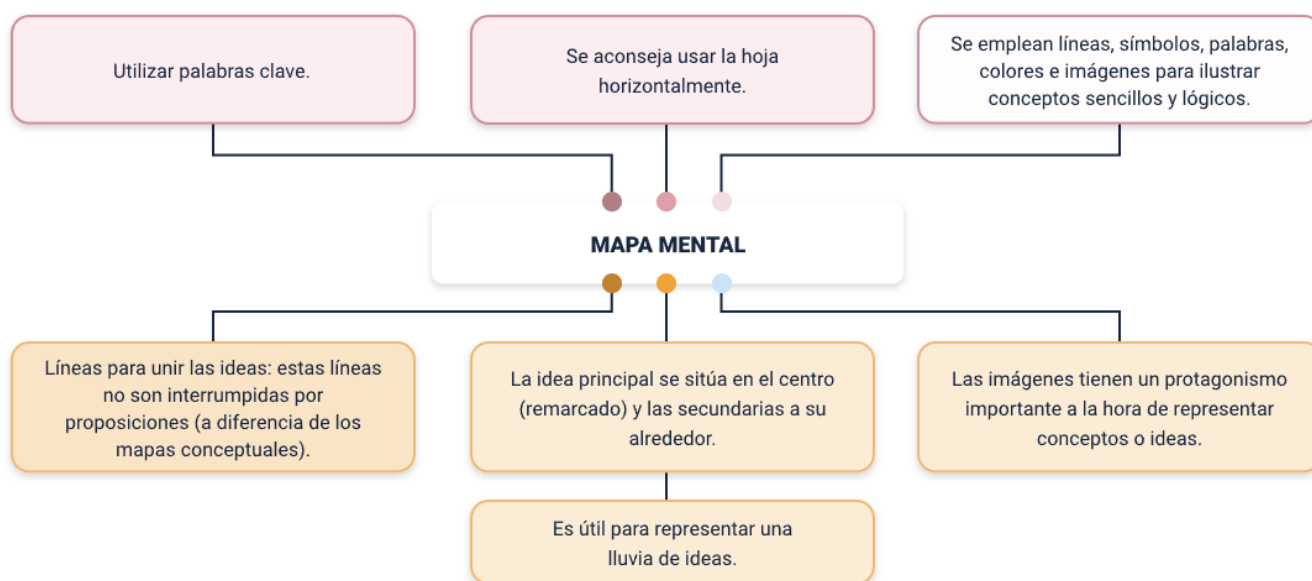 Utilizar palabras clave.
Se aconseja usar la hoja
horizontalmente.
Se emplean líneas, símbolos, palabras,
colores e imágenes para ilustrar
conceptos sencillos y lógicos.
MAPA MENTAL
Líneas para unir las ideas: estas líneas
no son interrumpidas por
proposiciones (a diferencia de los
mapas conceptuales).
La idea principal se sitúa en el centro
(remarcado) y las secundarias a su
alrededor.
Las imágenes tienen un protagonismo
importante a la hora de representar
conceptos o ideas.
Es útil para representar una
lluvia de ideas.